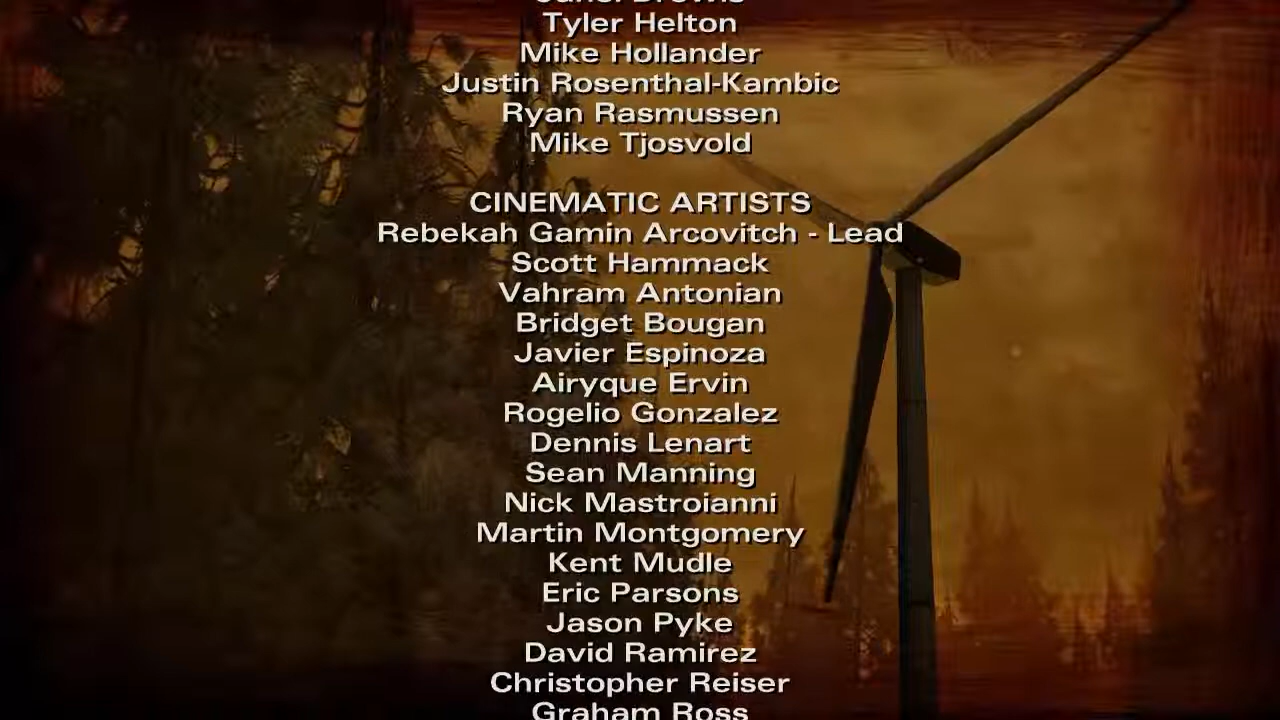 Tyler Helton
Mike Hollander
Justin Rosenthal-Kambic
Ryan Rasmussen
Mike Tjosvold
CINEMATIC ARTISTS
Rebekah Gamin Arcovitch - Lead
Scott Hammack
Vahram Antonian
Bridget Bougan
Javier Espinoza
Airyque Ervin
Rogelio Gonzalez
Dennis Lenart
Sean Manning
Nick Mastroianni
Martin Montgomery
Kent Mudle
Eric Parsons
Jason Pyke
David Ramirez
Christopher Reiser
Graham Ross